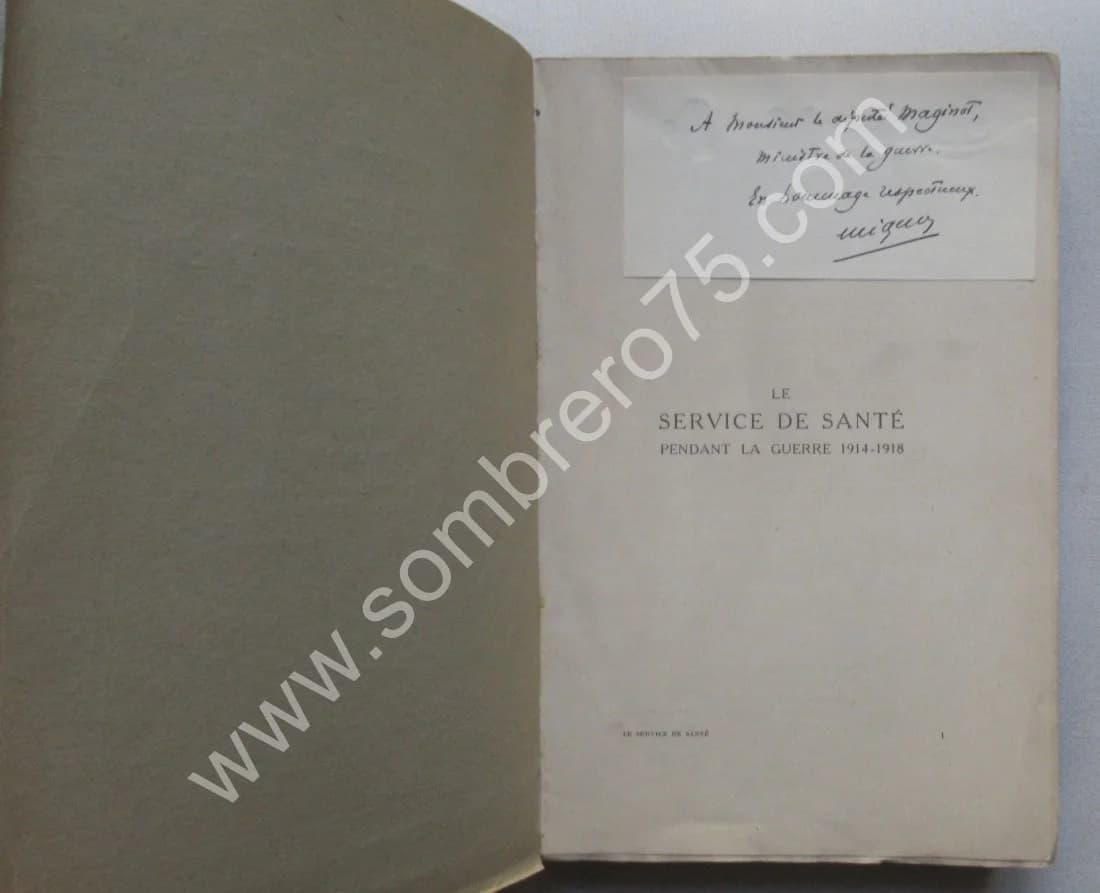 A Monsieur le député Maginot,
Ministre de la guerre.
En hommage respectueux.
Mignon
LE
SERVICE DE SANTÉ
PENDANT LA GUERRE 1914-1918
LE SERVICE DE SANTÉ 1
www.sombrero75.com